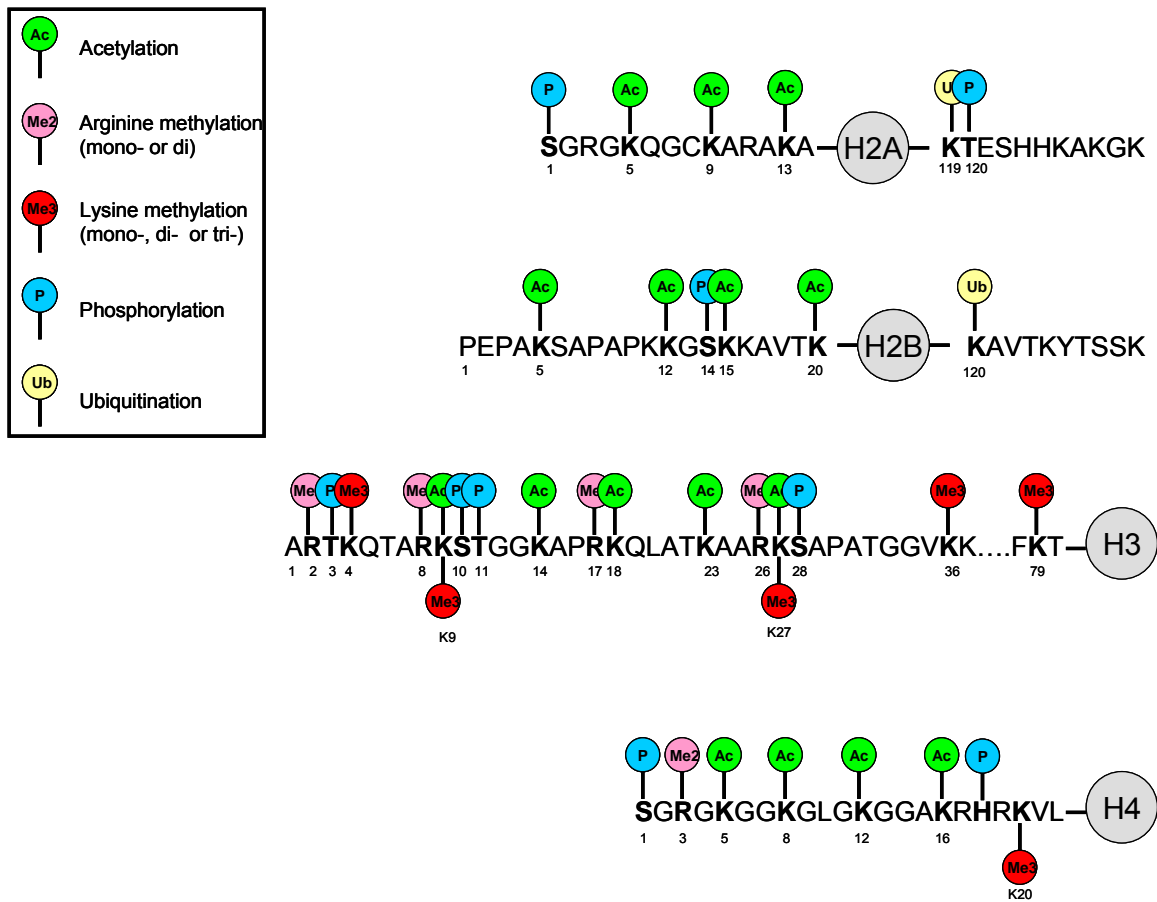 Ac
Acetylation
Me2
Arginine methylation
(mono- or di)
Me3
Lysine methylation
(mono-, di- or tri-)
P
Phosphorylation
Ub
Ubiquitination
P Ac Ac Ac U P
SGRGKQGCKARAKA H2A KTESHHKAKGK
1 5 9 13 119 120
Ac Ac P Ac Ac Ub
PEPAKSAPAPKKGSKKAVTK H2B KAVTKYTSSK
1 5 12 14 15 20 120
Me P Me3 Me Ac P P Ac Me Ac Ac Me Ac P Me3 Me3
ARTKQTARKSTGGKAPRKQLATKAARKSAPATGGVKK....FKT H3
1 2 3 4 8 10 11 14 17 18 23 26 28 36 79
Me3 Me3
K9 K27
P Me2 Ac Ac Ac Ac P
SGRGKGGKGLGKGGAKRHRKVL H4
1 3 5 8 12 16
Me3
K20